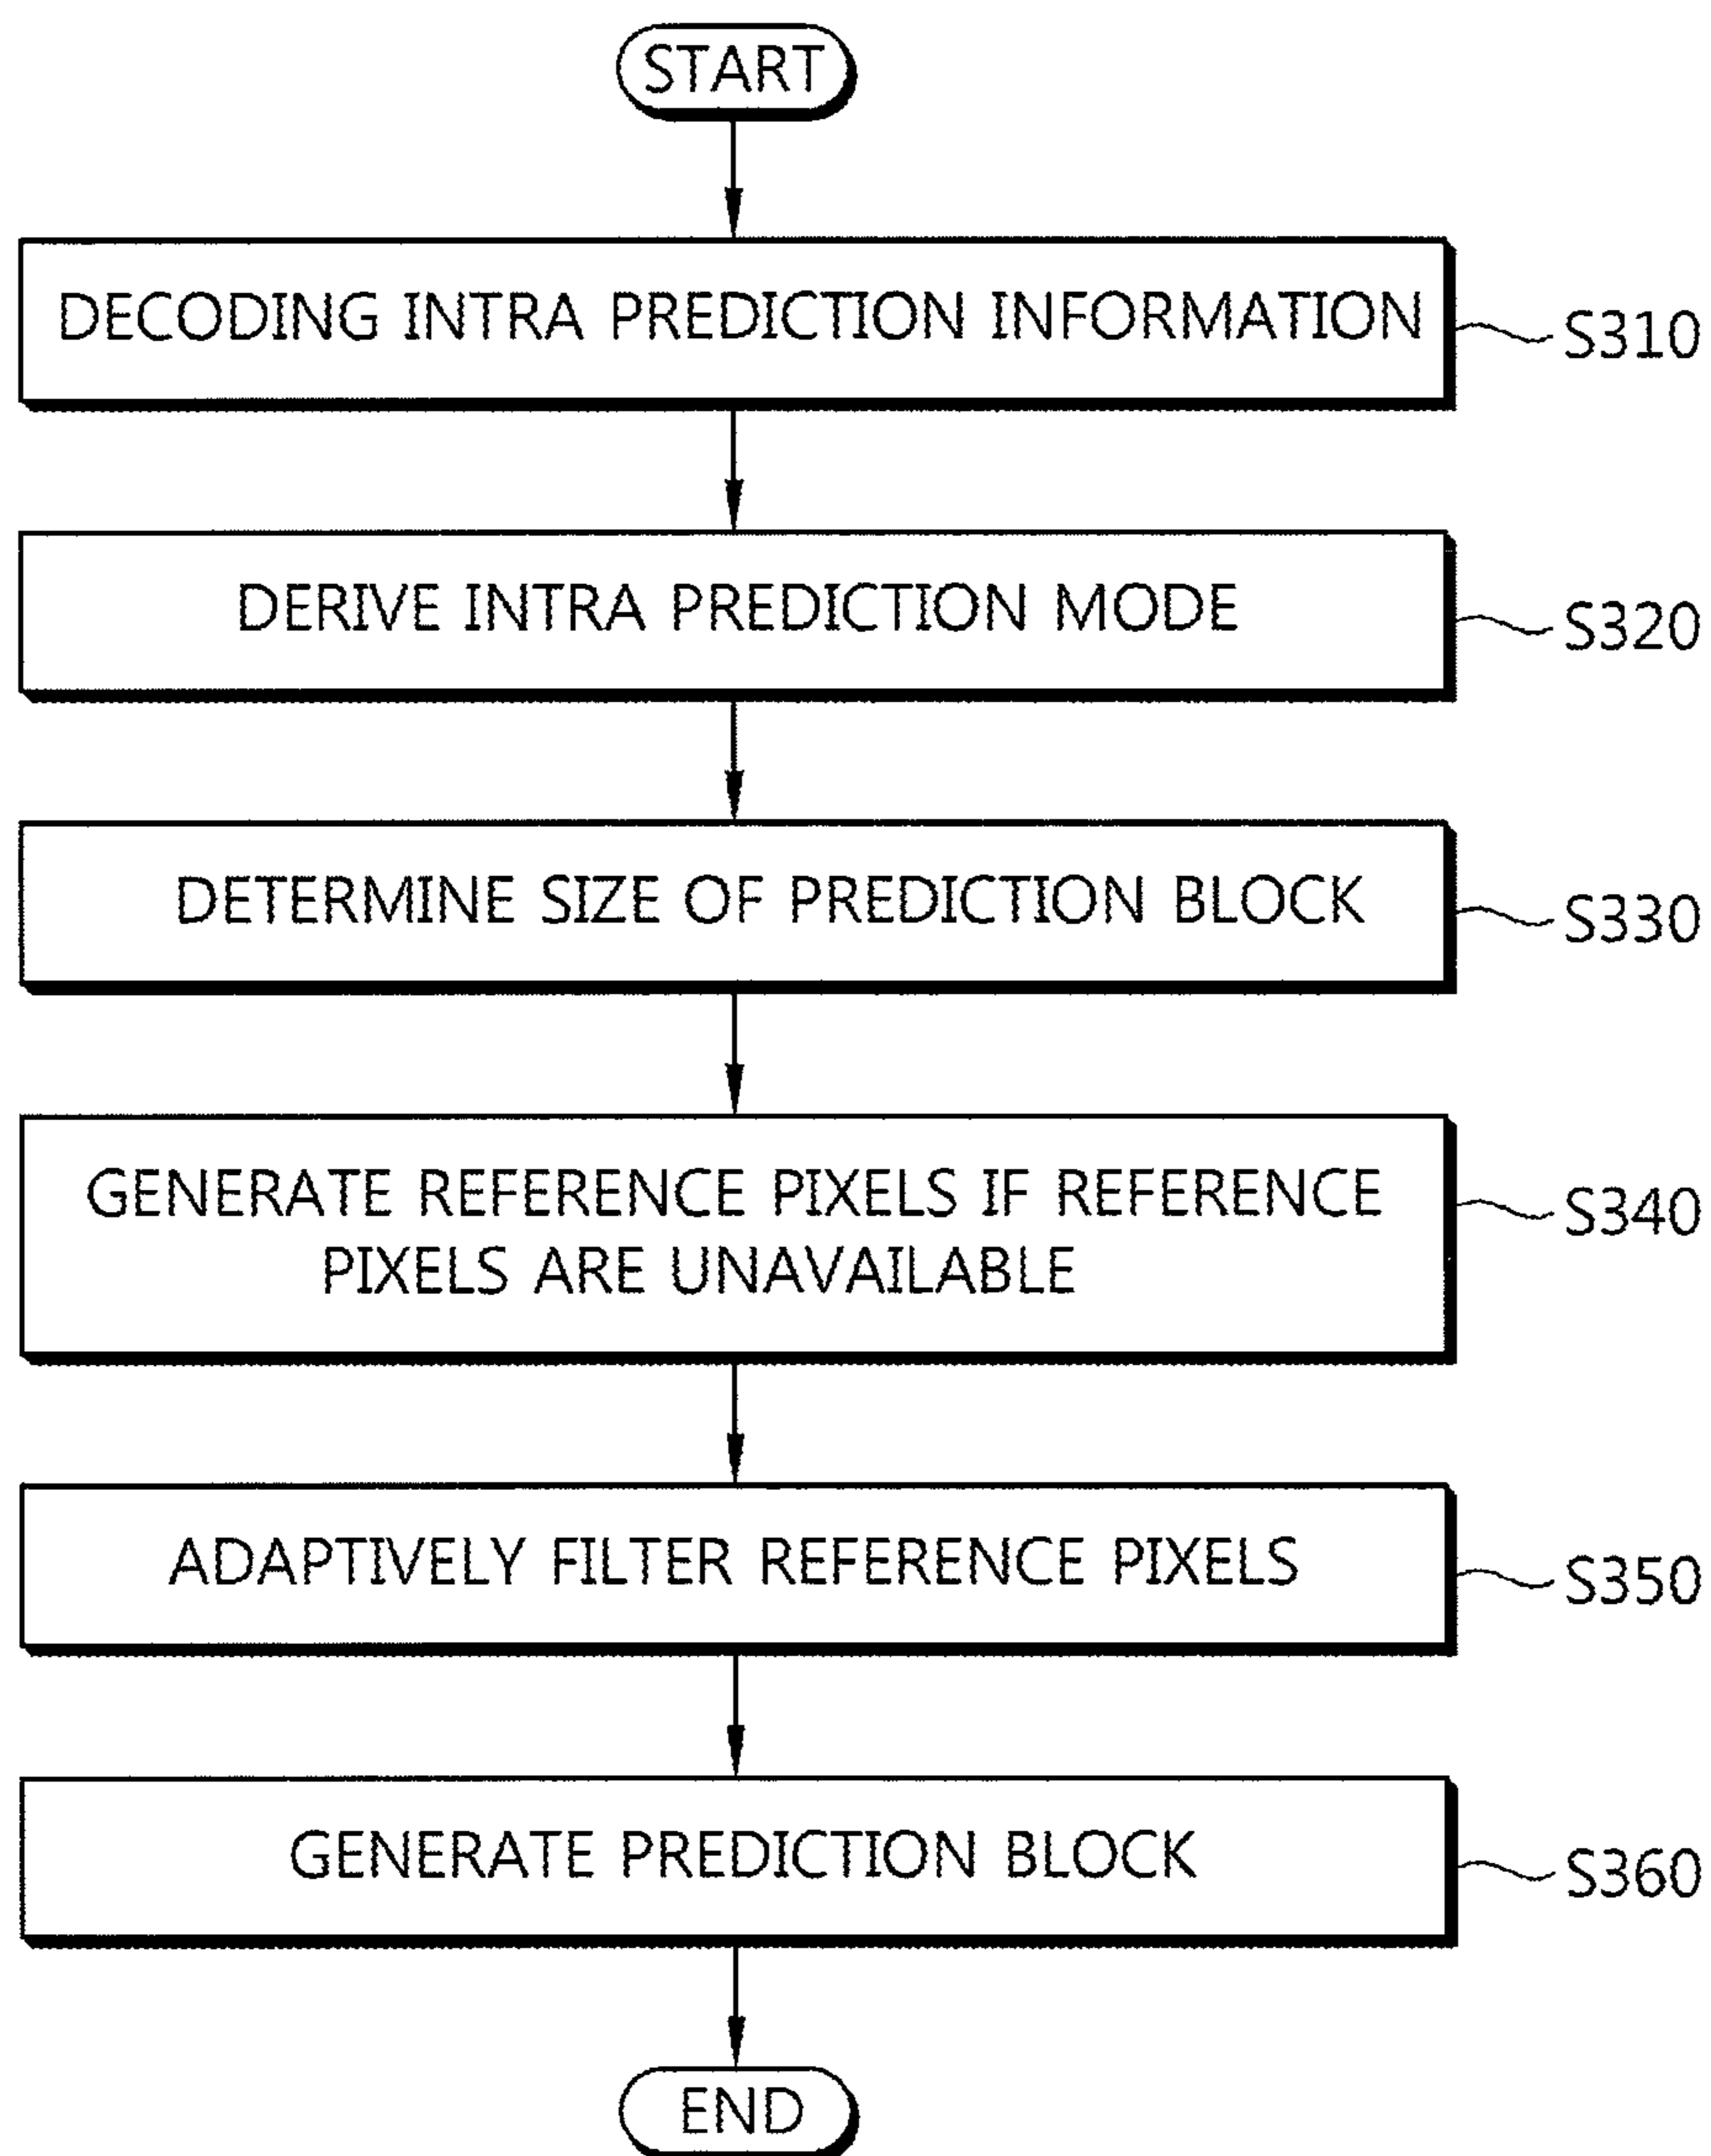 START
DECODING INTRA PREDICTION INFORMATION
S310
DERIVE INTRA PREDICTION MODE
S320
DETERMINE SIZE OF PREDICTION BLOCK
S330
GENERATE REFERENCE PIXELS IF REFERENCE
PIXELS ARE UNAVAILABLE
S340
ADAPTIVELY FILTER REFERENCE PIXELS
S350
GENERATE PREDICTION BLOCK
S360
END